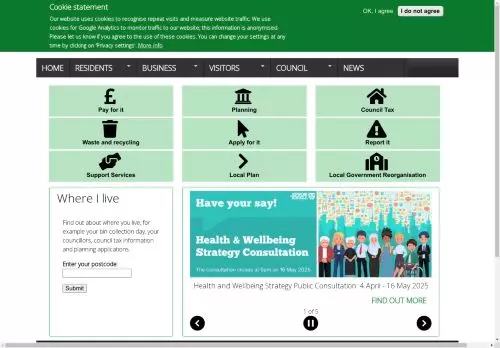 Cookie statement
Our website uses cookies to recognise repeat visits and measure website traffic. We use
cookies for Google Analytics to monitor traffic to our website; this information is anonymised.
Please let us know if you agree to the use of these cookies. You can change your settings at
any time by clicking on 'Privacy settings'. More info
OK, I agree
I do not agree
HOME
RESIDENTS
BUSINESS
VISITORS
COUNCIL
NEWS
Pay for it
Planning
Council Tax
Waste and recycling
Apply for it
Report it
Support Services
Local Plan
Local Government Reorganisation
Where I live
Find out about where you live, for
example your bin collection day, your
councillors, council tax information
and planning applications.
Enter your postcode:
Submit
Have your say!
Health & Wellbeing
Strategy Consultation
The consultation closes at 5pm on 16 May 2025
Health and Wellbeing Strategy Public Consultation: 4 April - 16 May 2025
FIND OUT MORE
1 of 5